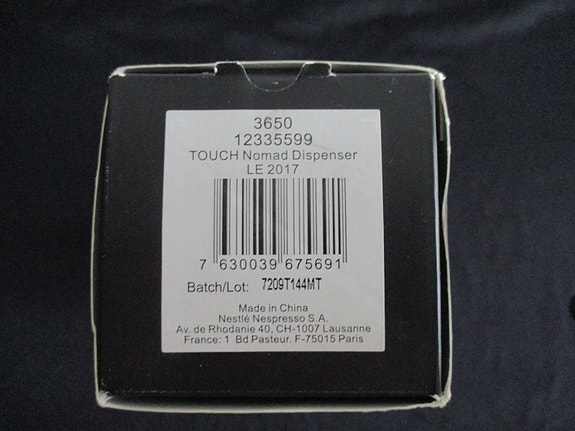 3650
12335599
TOUCH Nomad Dispenser
LE 2017
7 630039 675691
Batch/Lot: 7209T144MT
Made in China
Nestlé Nespresso S.A.
Av. de Rhodanie 40, CH-1007 Lausanne
France: 1 Bd Pasteur. F-75015 Paris